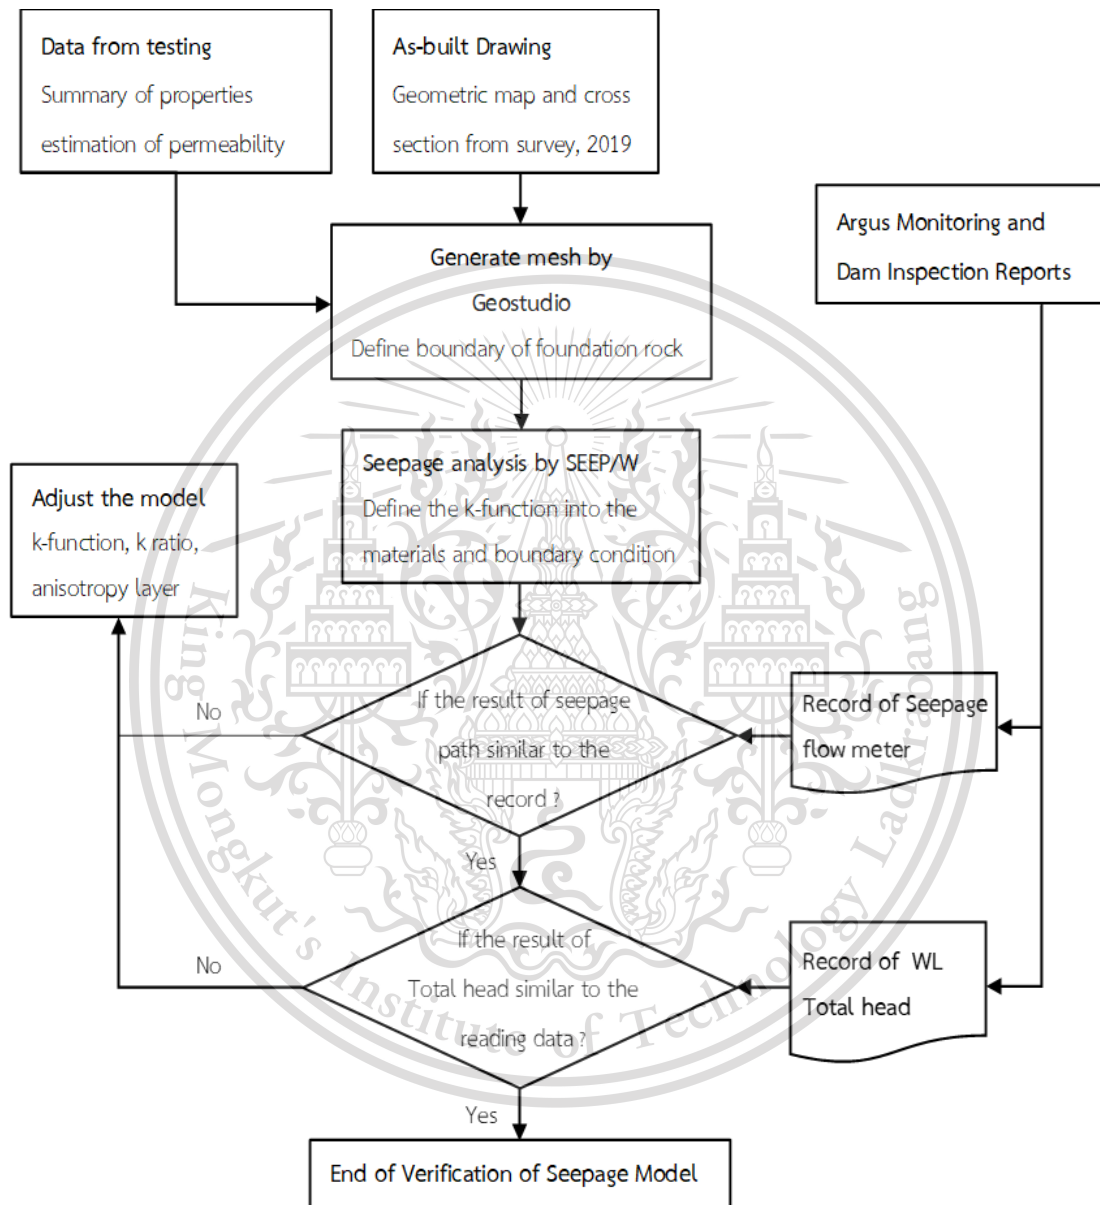 Data from testing
Summary of properties
estimation of permeability
As-built Drawing
Geometric map and cross
section from survey, 2019
Argus Monitoring and
Dam Inspection Reports
Generate mesh by
Geostudio
Define boundary of foundation rock
Seepage analysis by SEEP/W
Define the k-function into the
materials and boundary condition
Adjust the model
k-function, k ratio,
anisotropy layer
If the result of seepage
path similar to the
record ?
No
Yes
Record of Seepage
flow meter
If the result of
Total head similar to the
reading data ?
No
Yes
Record of WL
Total head
End of Verification of Seepage Model
King Mongkut's Institute of Technology Ladkrabang